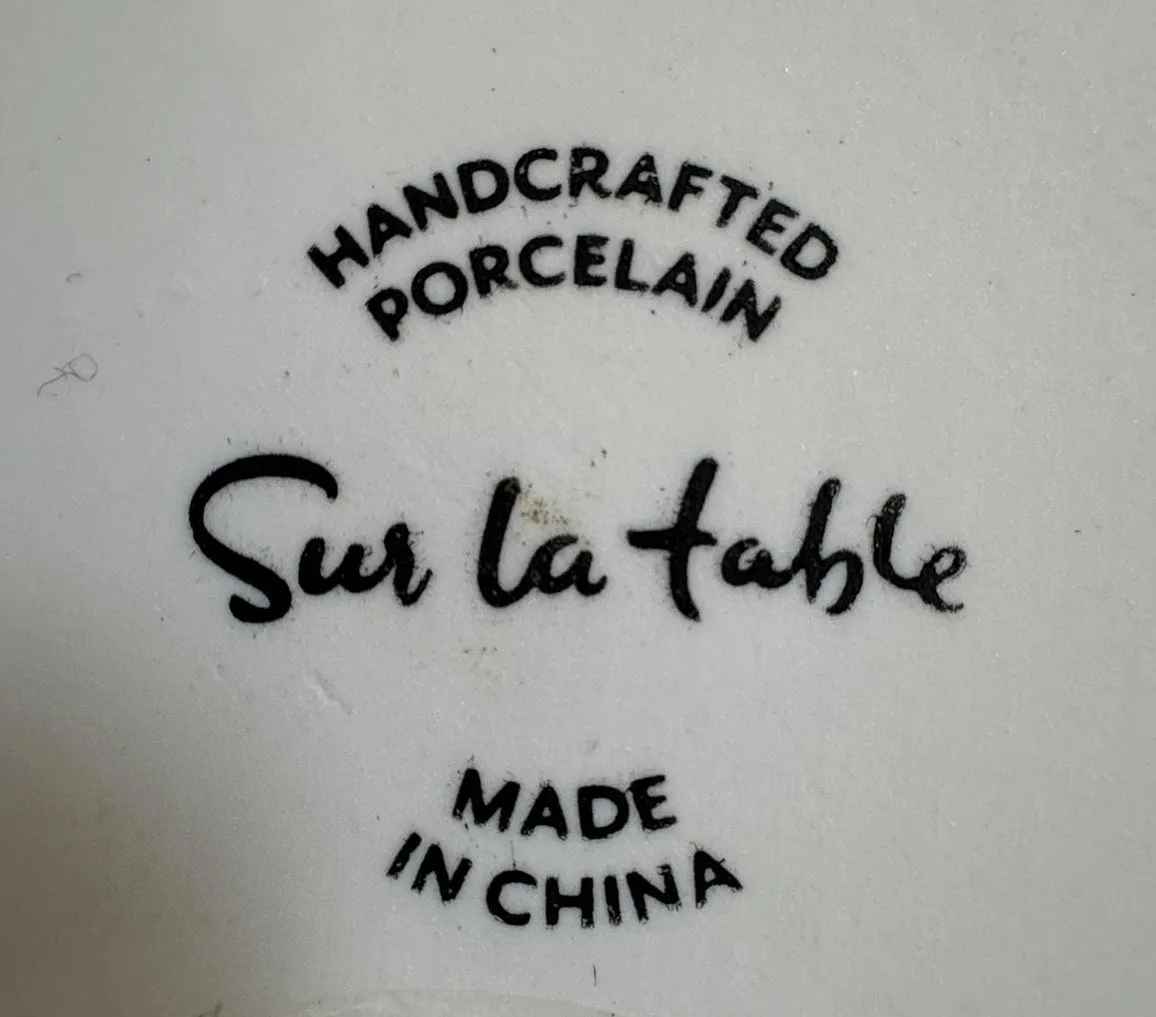 HANDCRAFTED
PORCELAIN
Sur la table
MADE
IN CHINA